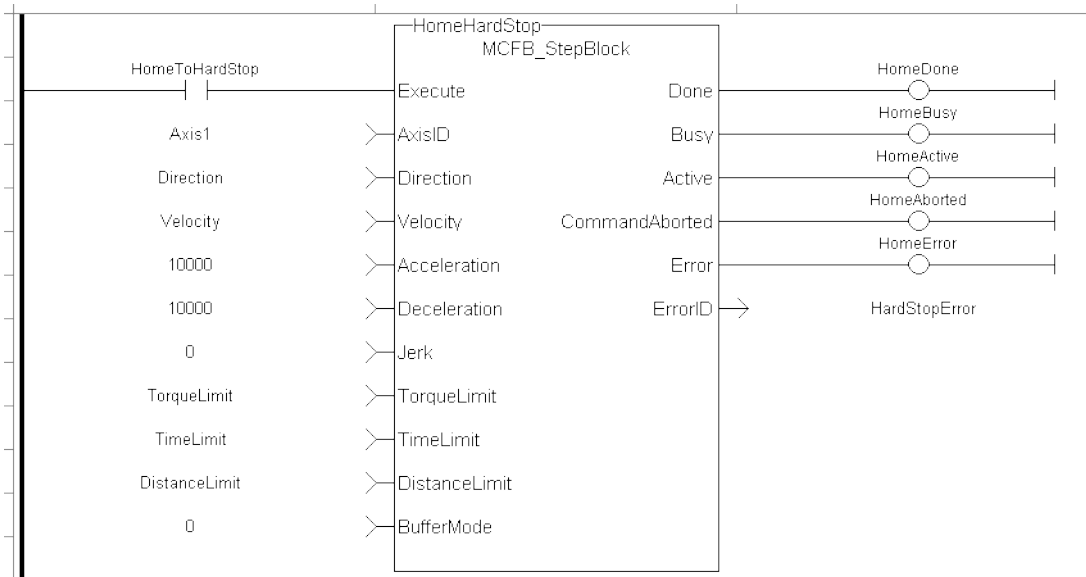 HomeHardStop
MCFB_StepBlock
HomeToHardStop
Execute
Done
HomeDone
Axis1
AxisID
Busy
HomeBusy
Direction
Direction
Active
HomeActive
Velocity
Velocity
CommandAborted
HomeAborted
10000
Acceleration
Error
HomeError
10000
Deceleration
ErrorID
HardStopError
0
Jerk
TorqueLimit
TorqueLimit
TimeLimit
TimeLimit
DistanceLimit
DistanceLimit
0
BufferMode